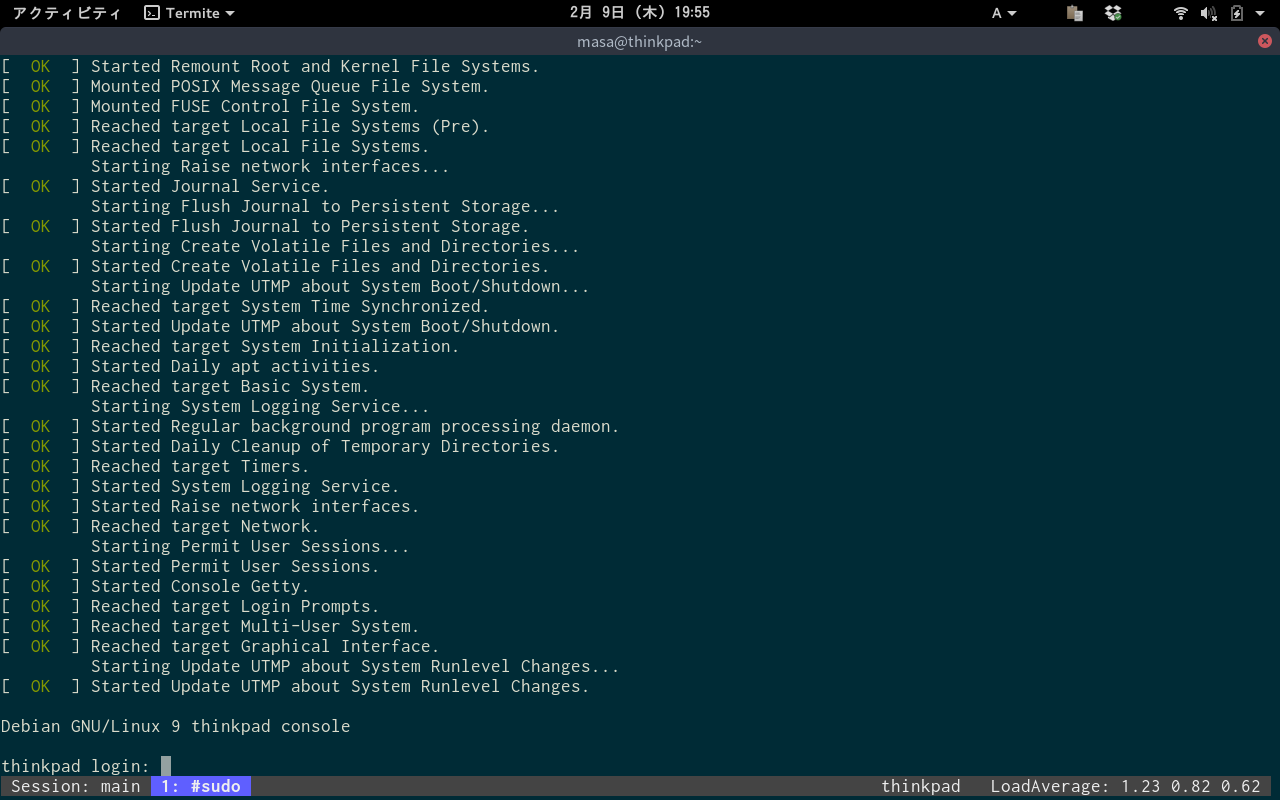 アクティビティ Termite 2月 9日 (木) 19:55 A
masa@thinkpad:~
[  OK  ] Started Remount Root and Kernel File Systems.
[  OK  ] Mounted POSIX Message Queue File System.
[  OK  ] Mounted FUSE Control File System.
[  OK  ] Reached target Local File Systems (Pre).
[  OK  ] Reached target Local File Systems.
         Starting Raise network interfaces...
[  OK  ] Started Journal Service.
         Starting Flush Journal to Persistent Storage...
[  OK  ] Started Flush Journal to Persistent Storage.
         Starting Create Volatile Files and Directories...
[  OK  ] Started Create Volatile Files and Directories.
         Starting Update UTMP about System Boot/Shutdown...
[  OK  ] Reached target System Time Synchronized.
[  OK  ] Started Update UTMP about System Boot/Shutdown.
[  OK  ] Reached target System Initialization.
[  OK  ] Started Daily apt activities.
[  OK  ] Reached target Basic System.
         Starting System Logging Service...
[  OK  ] Started Regular background program processing daemon.
[  OK  ] Started Daily Cleanup of Temporary Directories.
[  OK  ] Reached target Timers.
[  OK  ] Started System Logging Service.
[  OK  ] Started Raise network interfaces.
[  OK  ] Reached target Network.
         Starting Permit User Sessions...
[  OK  ] Started Permit User Sessions.
[  OK  ] Started Console Getty.
[  OK  ] Reached target Login Prompts.
[  OK  ] Reached target Multi-User System.
[  OK  ] Reached target Graphical Interface.
         Starting Update UTMP about System Runlevel Changes...
[  OK  ] Started Update UTMP about System Runlevel Changes.
Debian GNU/Linux 9 thinkpad console
thinkpad login:
Session: main 1: #sudo thinkpad LoadAverage: 1.23 0.82 0.62